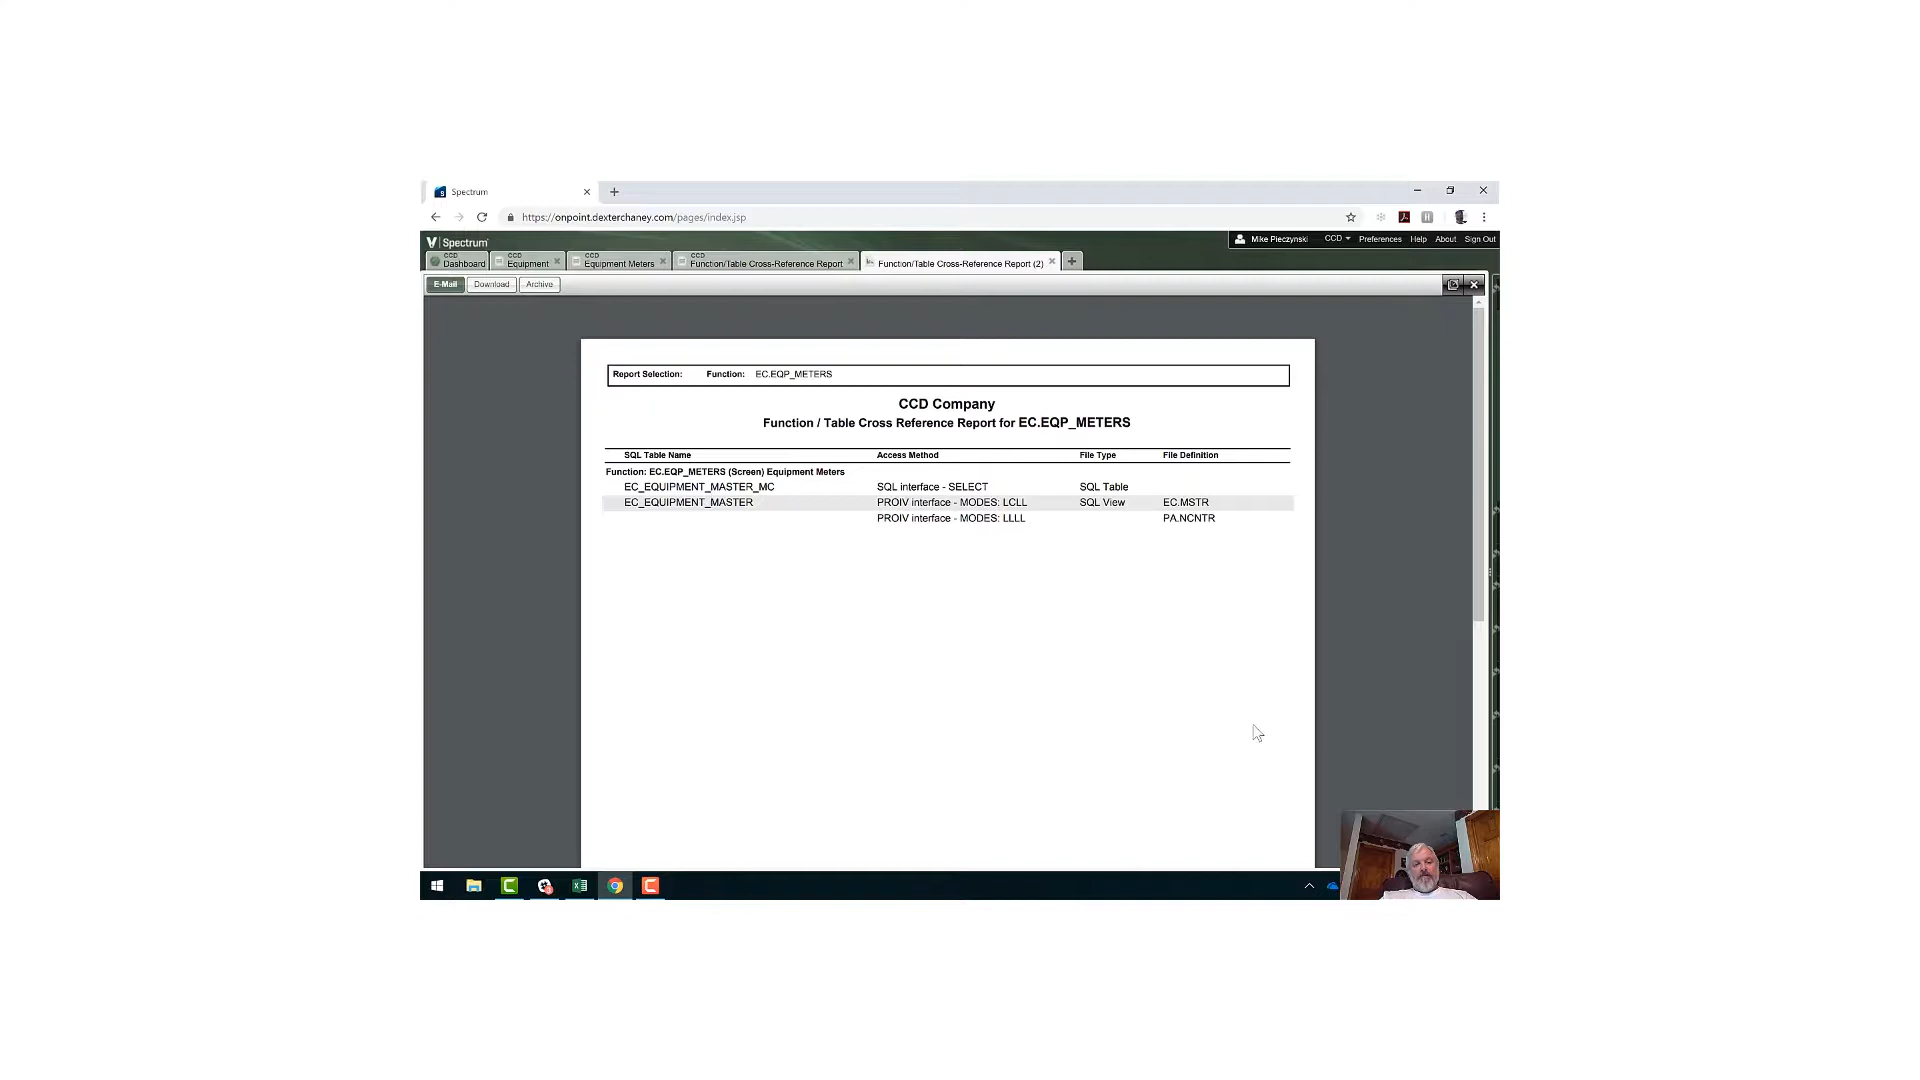 Spectrum
https://onpoint.dexterchaney.com/pages/index.jsp
Spectrum
Mike Pieczynski CCD Preferences Help About Sign Out
CCD Dashboard
CCD Equipment
CCD Equipment Meters
CCD Function/Table Cross-Reference Report
Function/Table Cross-Reference Report (2)
E-Mail Download Archive
Report Selection: Function: EC.EQP_METERS
CCD Company
Function / Table Cross Reference Report for EC.EQP_METERS
SQL Table Name Access Method File Type File Definition
Function: EC.EQP_METERS (Screen) Equipment Meters
EC_EQUIPMENT_MASTER_MC SQL interface - SELECT SQL Table
EC_EQUIPMENT_MASTER PROIV interface - MODES: LCLL SQL View EC.MSTR
PROIV interface - MODES: LLLL PA.NCNTR